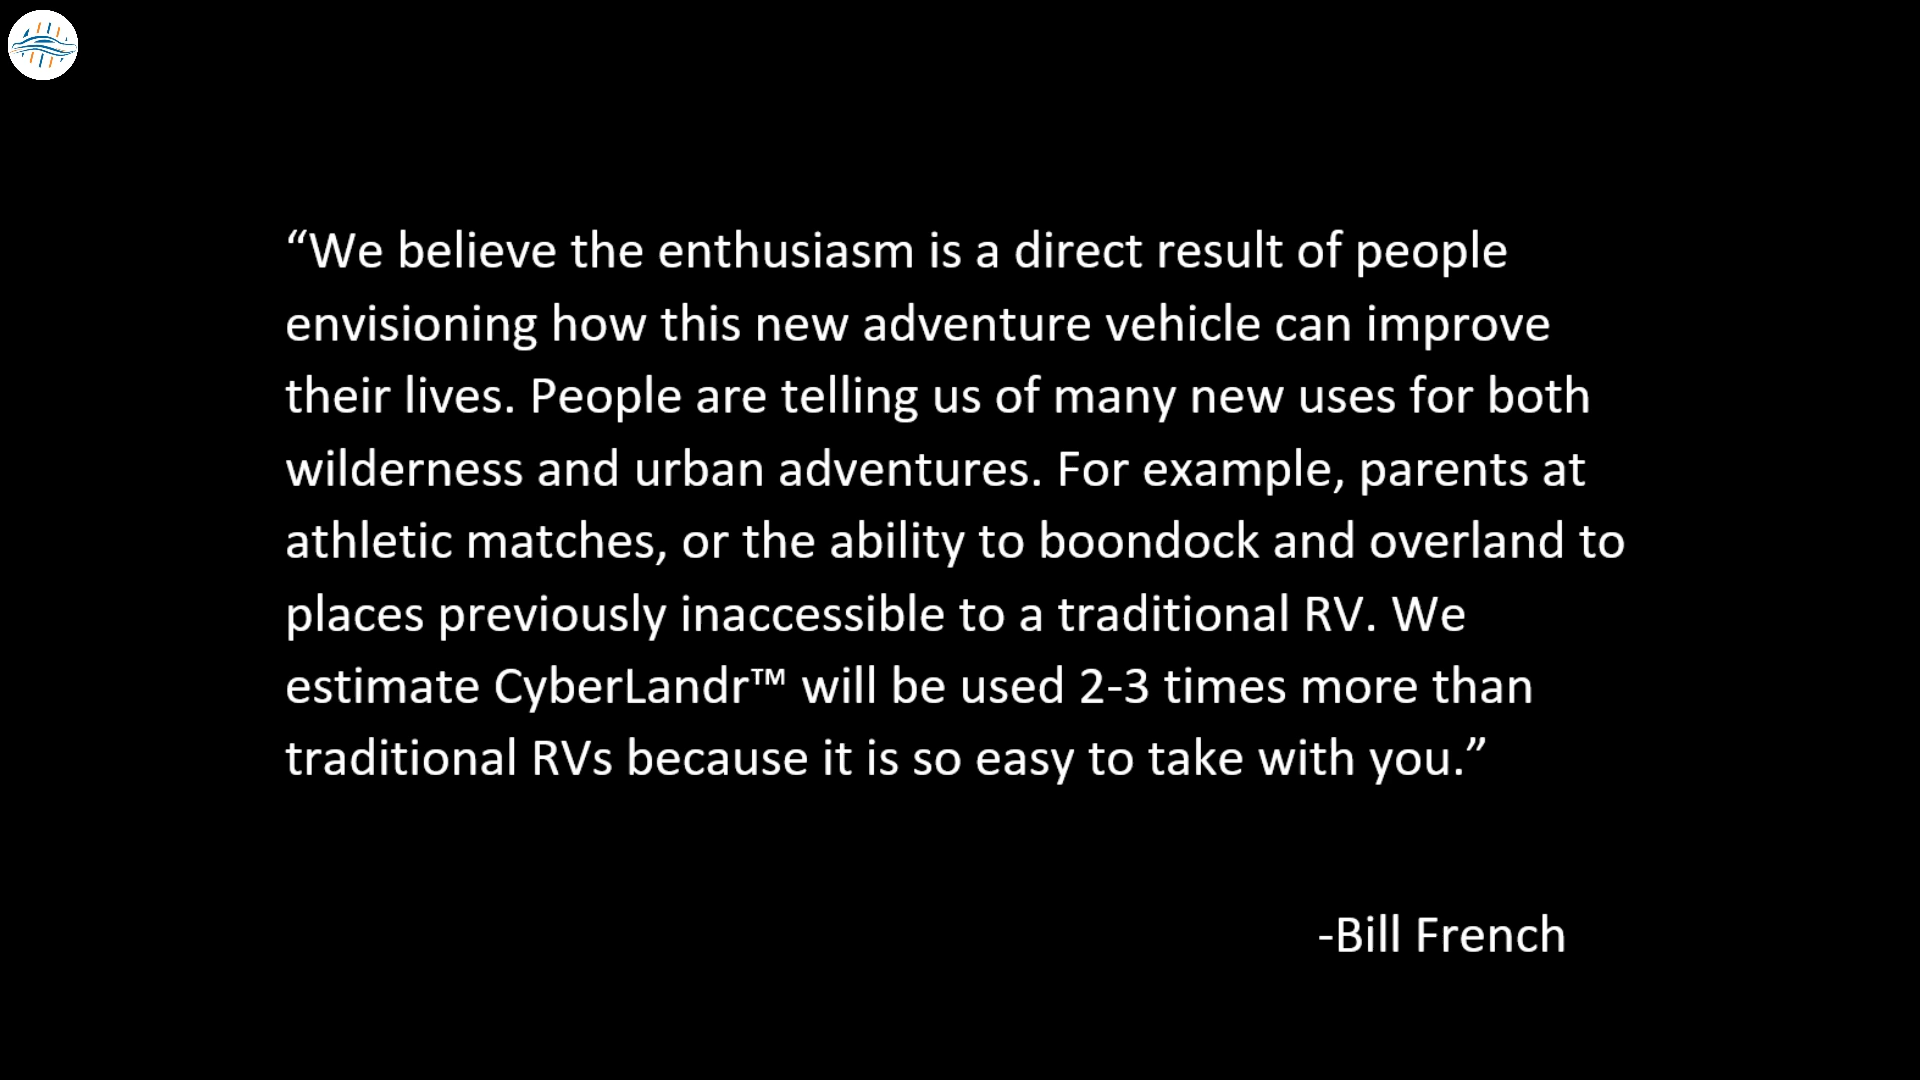 “We believe the enthusiasm is a direct result of people
envisioning how this new adventure vehicle can improve
their lives. People are telling us of many new uses for both
wilderness and urban adventures. For example, parents at
athletic matches, or the ability to boondock and overland to
places previously inaccessible to a traditional RV. We
estimate CyberLandr™ will be used 2-3 times more than
traditional RVs because it is so easy to take with you.”
-Bill French